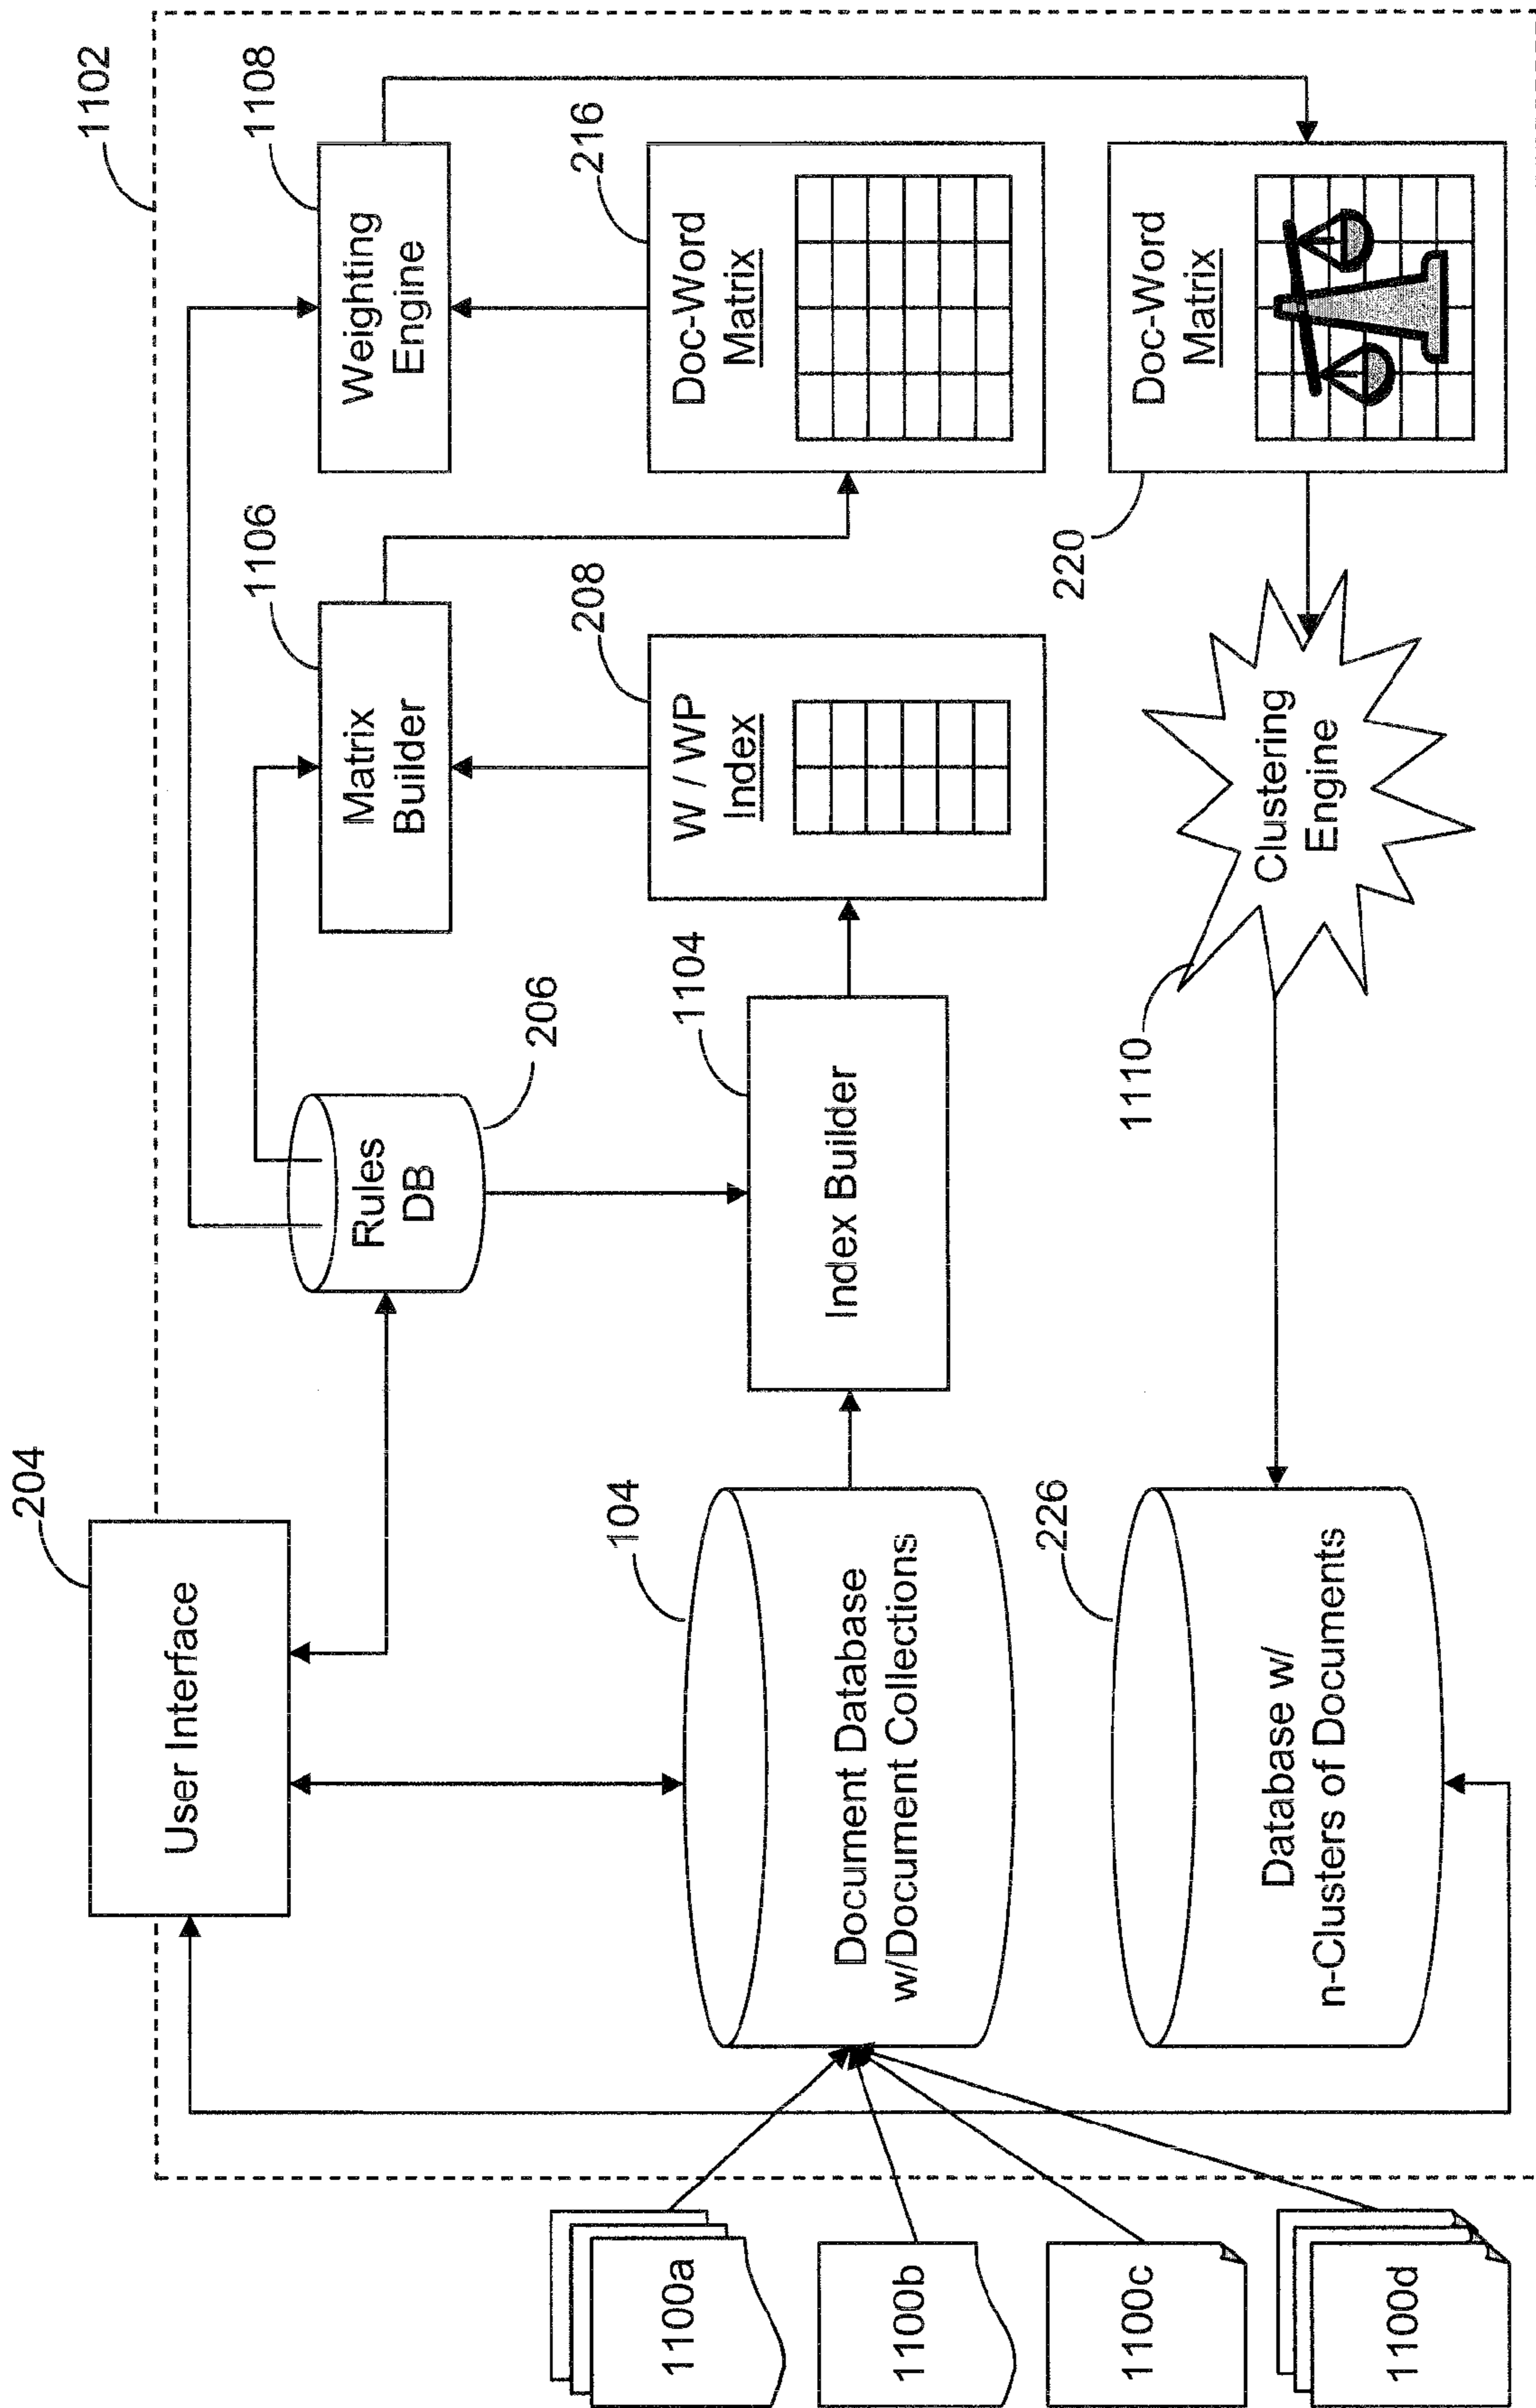 204
User Interface
1102
1106
1108
Rules
DB
206
Matrix
Builder
Weighting
Engine
104
Document Database
w/Document Collections
1104
Index Builder
208
W / WP
Index
216
Doc-Word
Matrix
226
Database w/
n-Clusters of Documents
1110
Clustering
Engine
220
Doc-Word
Matrix
1100a
1100b
1100c
1100d